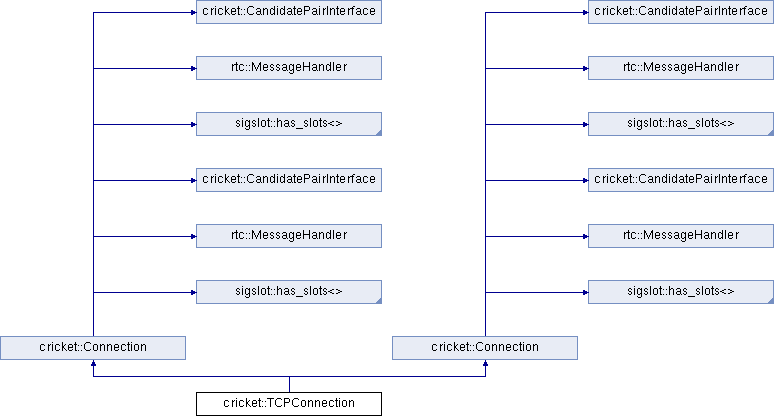 cricket::CandidatePairInterface
cricket::CandidatePairInterface
rtc::MessageHandler
rtc::MessageHandler
sigslot::has_slots<>
sigslot::has_slots<>
cricket::CandidatePairInterface
cricket::CandidatePairInterface
rtc::MessageHandler
rtc::MessageHandler
sigslot::has_slots<>
sigslot::has_slots<>
cricket::Connection
cricket::Connection
cricket::TCPConnection